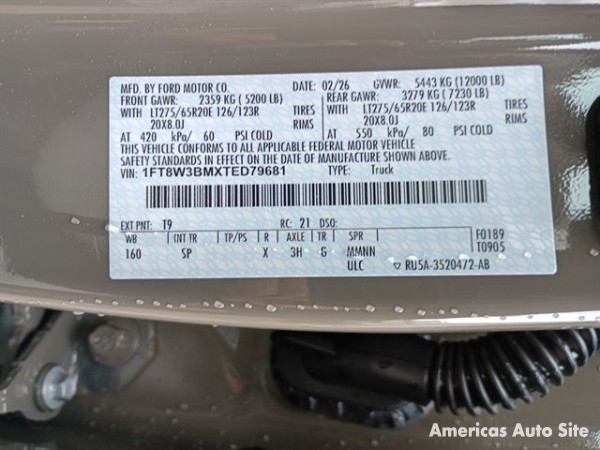 MFD. BY FORD MOTOR CO.
DATE: 02/26 GVWR: 5443 KG (12000 LB)
FRONT GAWR: 2359 KG (5200 LB)
REAR GAWR: 3279 KG (7230 LB)
WITH LT275/65R20E 126/123R TIRES
WITH LT275/65R20E 126/123R TIRES
20X8.0J RIMS
20X8.0J RIMS
AT 420 kPa/ 60 PSI COLD
AT 550 kPa/ 80 PSI COLD
THIS VEHICLE CONFORMS TO ALL APPLICABLE FEDERAL MOTOR VEHICLE
SAFETY AND THEFT PREVENTION STANDARDS IN EFFECT ON THE DATE OF MANUFACTURE SHOWN ABOVE.
VIN: 1FT8W3BMXTED79681 TYPE: Truck
EXT PNT: T9 RC: 21 DSO:
WB INT TR TP/PS R AXLE TR SPR
160 SP X 3H G MMNN
ULC
F0189
T0905
RU5A-3520472-AB
Americas Auto Site